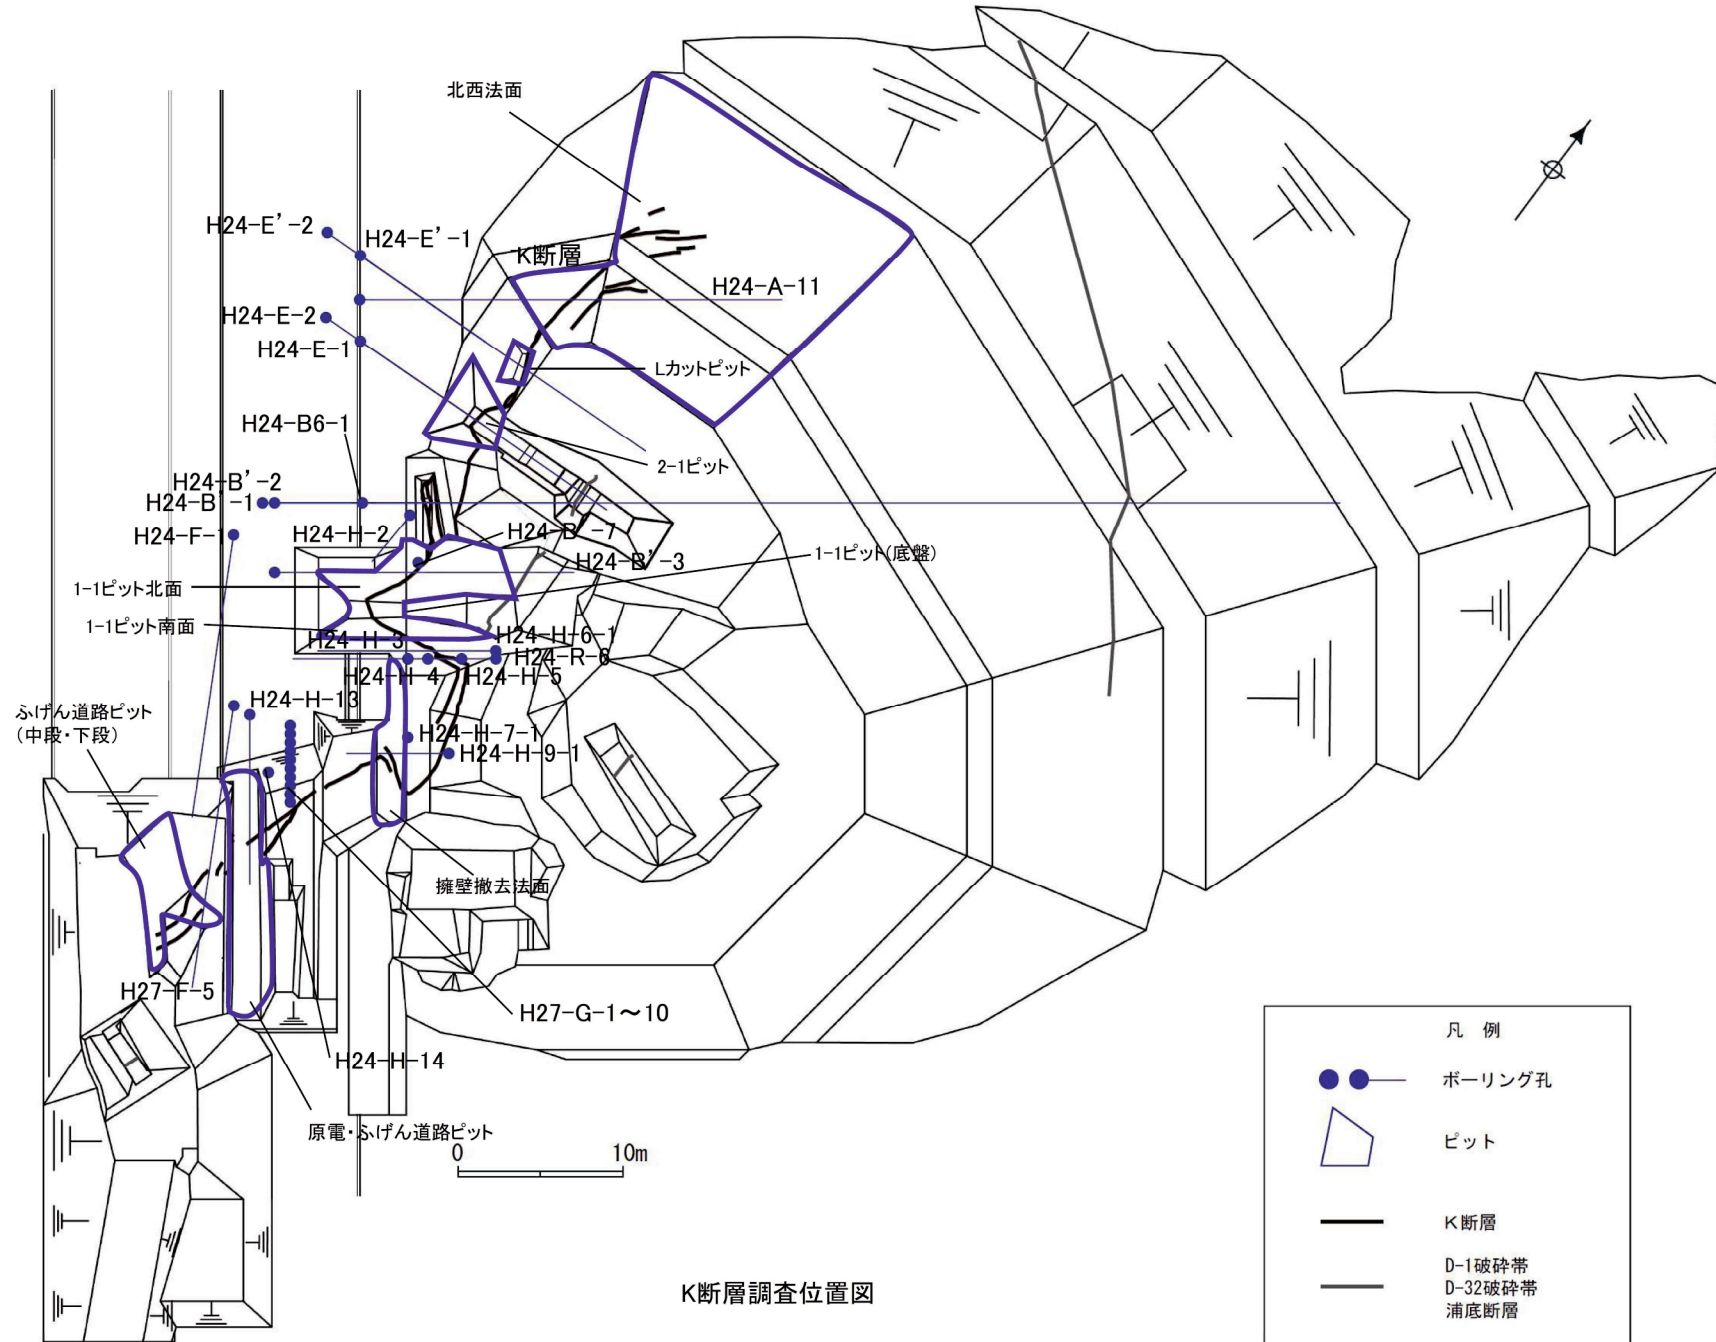 北西法面
H24-E’-2
H24-E’-1
K断層
H24-A-11
H24-E-2
H24-E-1
Lカットピット
H24-B6-1
2-1ピット
H24-B’-2
H24-B’-1
H24-F-1
H24-H-2
H24-B’-7
H24-B’-3
1-1ピット(底盤)
1-1ピット北面
1-1ピット南面
H24-H-3
H24-H-6-1
H24-R-6
H24-H-4
H24-H-5
H24-H-13
ふげん道路ピット
(中段・下段)
H24-H-7-1
H24-H-9-1
擁壁撤去法面
H27-F-5
H27-G-1～10
H24-H-14
原電・ふげん道路ピット
0 10m
K断層調査位置図
凡 例
ボーリング孔
ピット
K断層
D-1破砕帯
D-32破砕帯
浦底断層